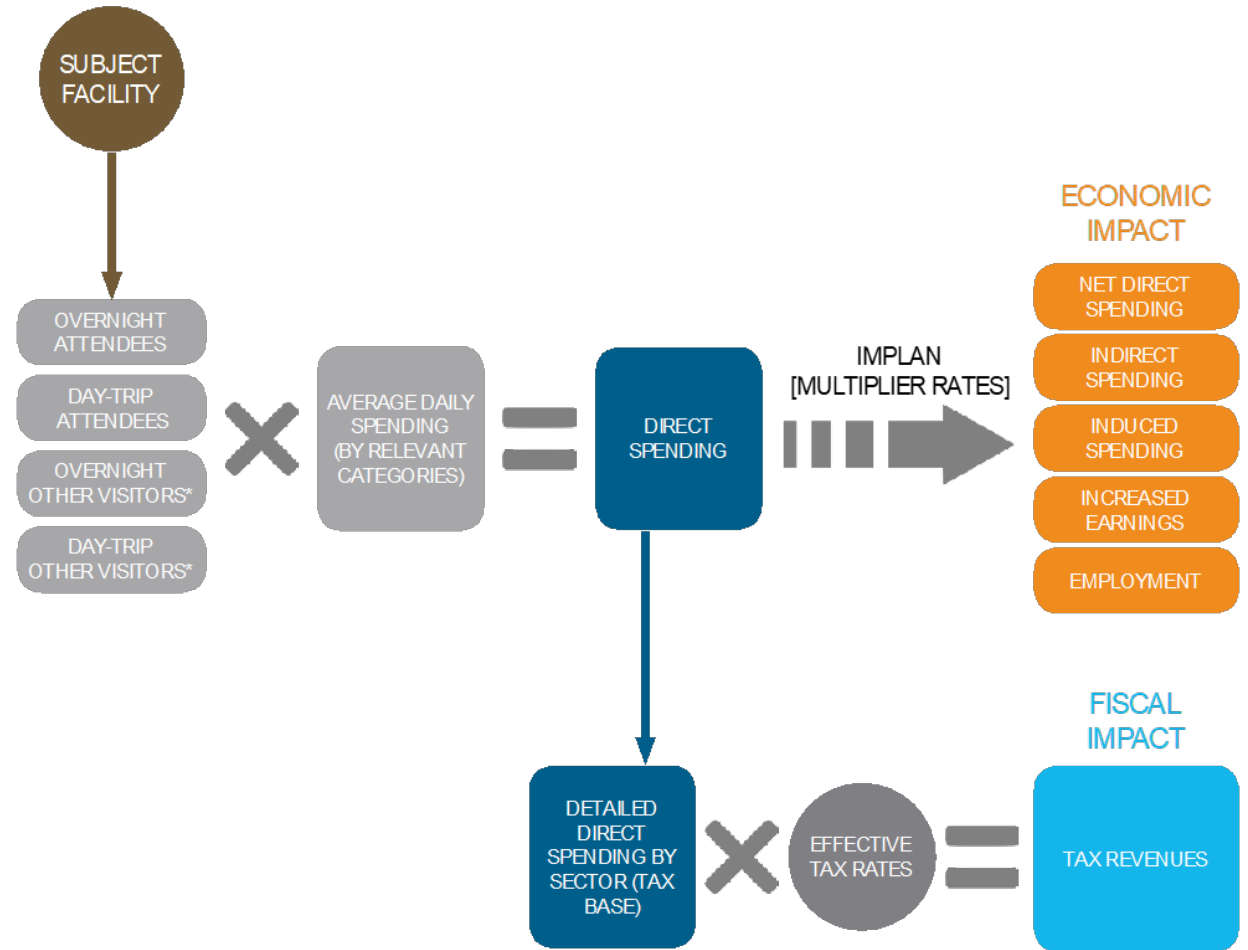 SUBJECT
FACILITY
OVERNIGHT
ATTENDEES
DAY-TRIP
ATTENDEES
OVERNIGHT
OTHER VISITORS*
DAY-TRIP
OTHER VISITORS*
AVERAGE DAILY
SPENDING
(BY RELEVANT
CATEGORIES)
DIRECT
SPENDING
IMPLAN
[MULTIPLIER RATES]
ECONOMIC
IMPACT
NET DIRECT
SPENDING
INDIRECT
SPENDING
INDUCED
SPENDING
INCREASED
EARNINGS
EMPLOYMENT
DETAILED
DIRECT
SPENDING BY
SECTOR (TAX
BASE)
EFFECTIVE
TAX RATES
FISCAL
IMPACT
TAX REVENUES